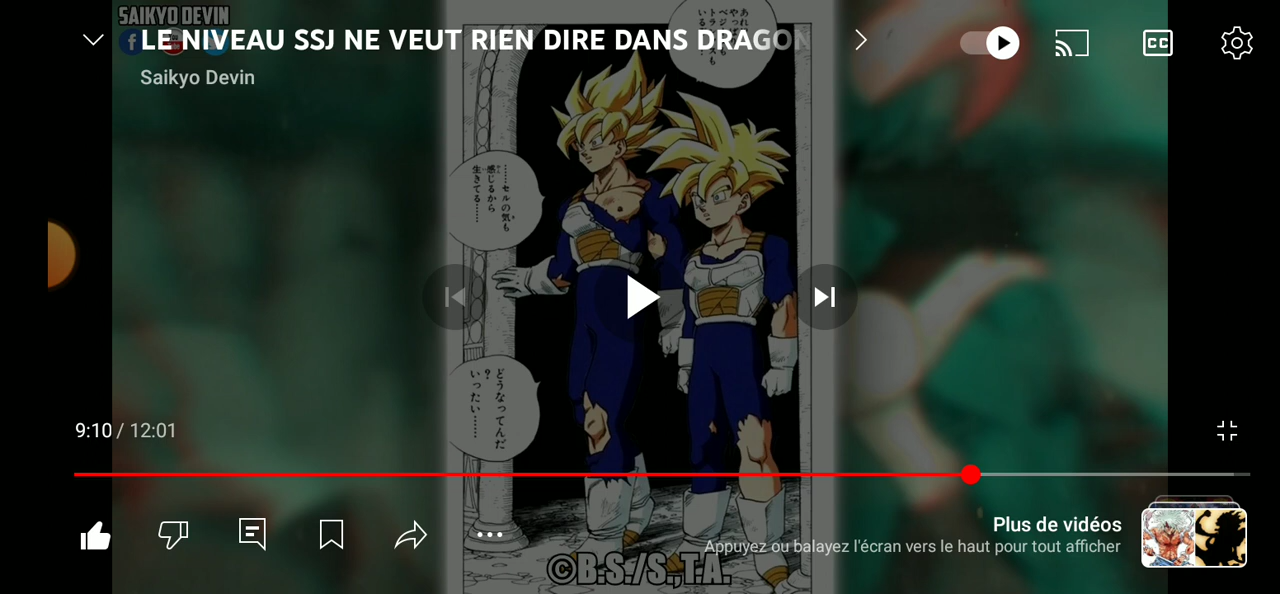 SAIKYO DEVIN
LE NIVEAU SSJ NE VEUT RIEN DIRE DANS DRAGON
Saikyo Devin
CC
……セルの気も
感じるから
生きてる……
どうなってんだ
?
いったい……
9:10 / 12:01
Plus de vidéos
Appuyez ou balayez l'écran vers le haut pour tout afficher
©B.S./S.,T.A.